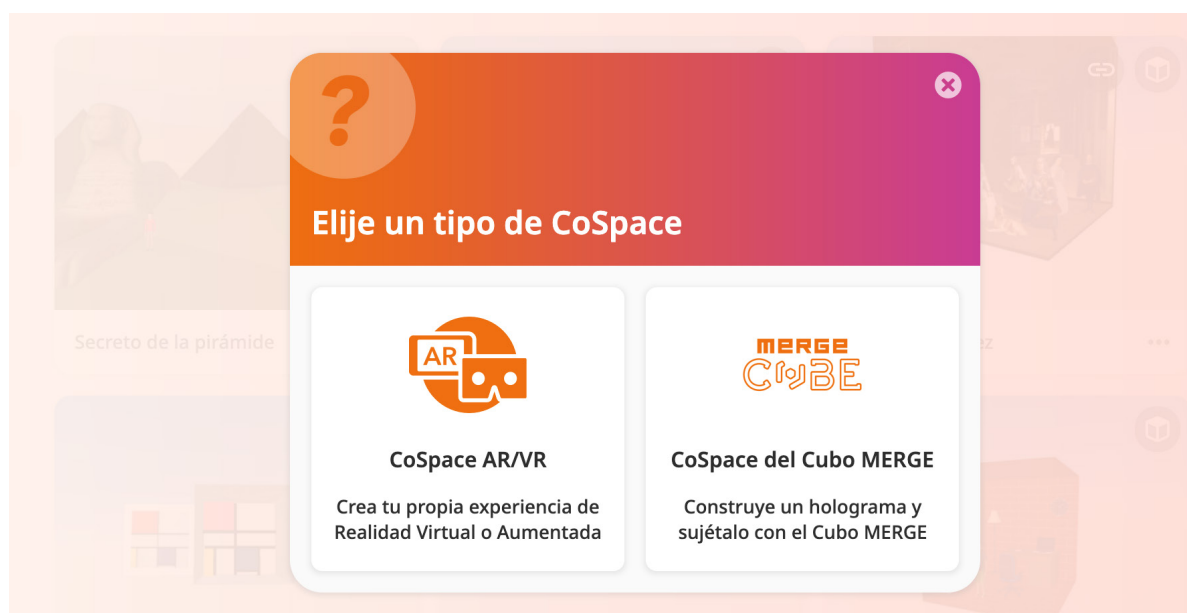 Elije un tipo de CoSpace
Secreto de la pirámide
ez
AR
MERGE
CUBE
CoSpace AR/VR
CoSpace del Cubo MERGE
Crea tu propia experiencia de
Realidad Virtual o Aumentada
Construye un holograma y
sujétalo con el Cubo MERGE